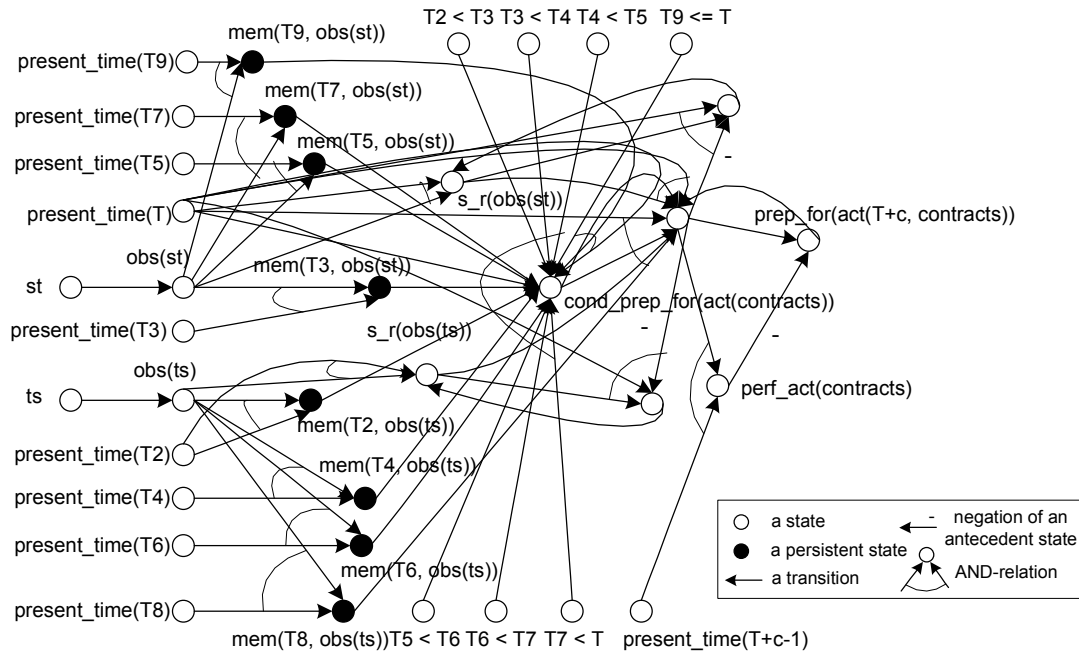 T2 < T3 T3 < T4 T4 < T5 T9 <= T
mem(T9, obs(st))
present_time(T9)
mem(T7, obs(st))
present_time(T7)
mem(T5, obs(st))
present_time(T5)
-
s_r(obs(st))
present_time(T)
prep_for(act(T+c, contracts))
obs(st)
mem(T3, obs(st))
st
cond_prep_for(act(contracts))
present_time(T3)
s_r(obs(ts))
-
-
obs(ts)
ts
perf_act(contracts)
mem(T2, obs(ts))
present_time(T2)
mem(T4, obs(ts))
present_time(T4)
present_time(T6)
mem(T6, obs(ts))
present_time(T8)
mem(T8, obs(ts)) T5 < T6 T6 < T7 T7 < T present_time(T+c-1)
a state
a persistent state
a transition
-
negation of an
antecedent state
AND-relation